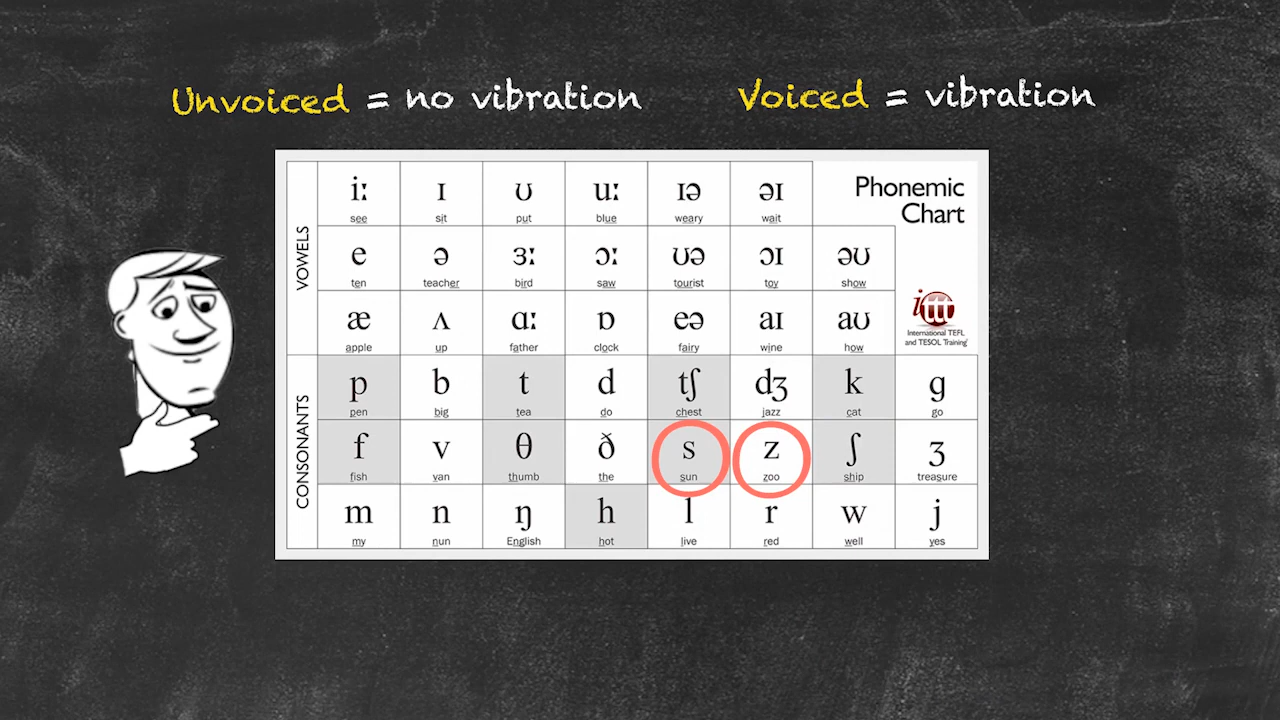 Unvoiced = no vibration
Voiced = vibration
Phonemic
Chart
VOWELS
iː ɪ ʊ uː ɪə əɪ
see sit put blue weary wait
e ə ɜː ɔː ʊə ɔɪ əʊ
ten teacher bird saw tourist toy show
æ ʌ ɑː ɒ eə aɪ aʊ
apple up father clock fairy wine how
ittt
International TEFL
and TESOL Training
CONSONANTS
p b t d tʃ dʒ k g
pen big tea do chest jazz cat go
f v θ ð s z ʃ ʒ
fish van thumb the sun zoo ship treasure
m n ŋ h l r w j
my nun English hot live red well yes